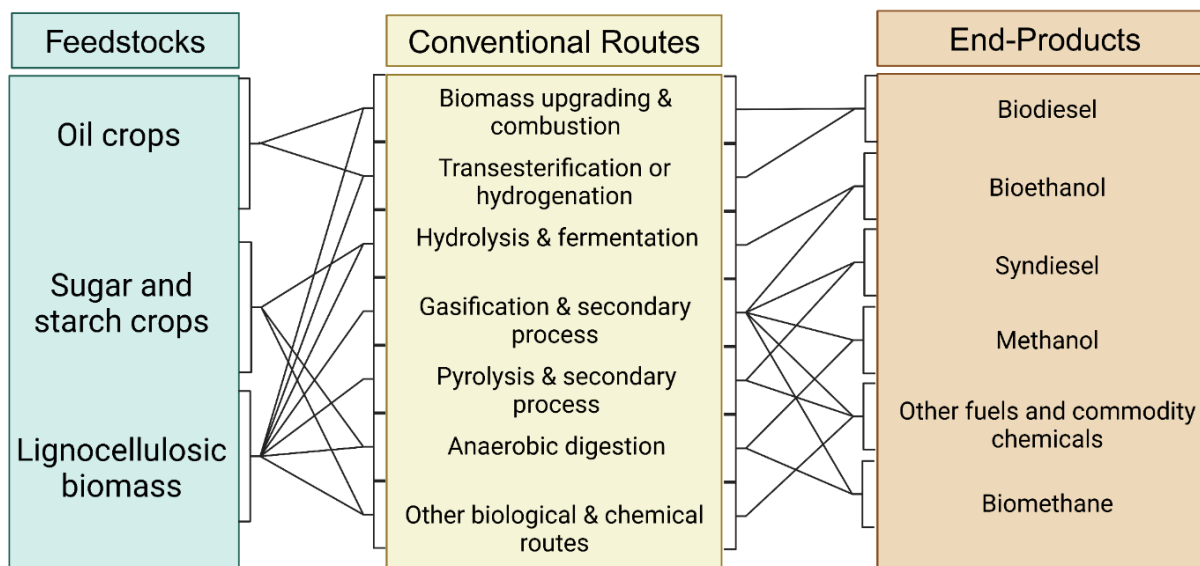 Feedstocks
Oil crops
Sugar and
starch crops
Lignocellulosic
biomass
Conventional Routes
Biomass upgrading &
combustion
Transesterification or
hydrogenation
Hydrolysis & fermentation
Gasification & secondary
process
Pyrolysis & secondary
process
Anaerobic digestion
Other biological & chemical
routes
End-Products
Biodiesel
Bioethanol
Syndiesel
Methanol
Other fuels and commodity
chemicals
Biomethane